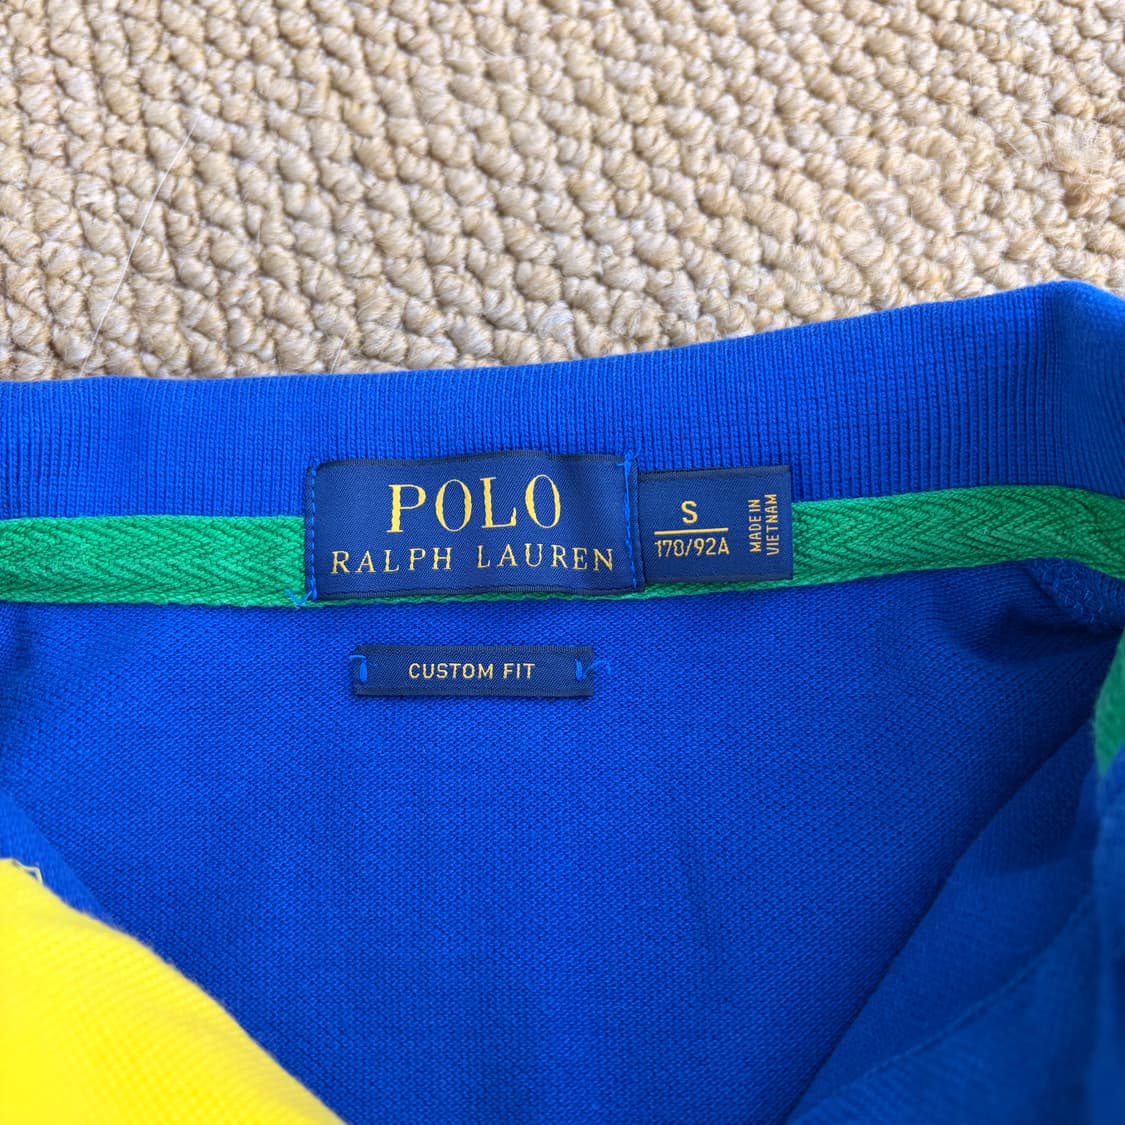 POLO
RALPH LAUREN
S
170/92A
MADE IN
VIETNAM
CUSTOM FIT